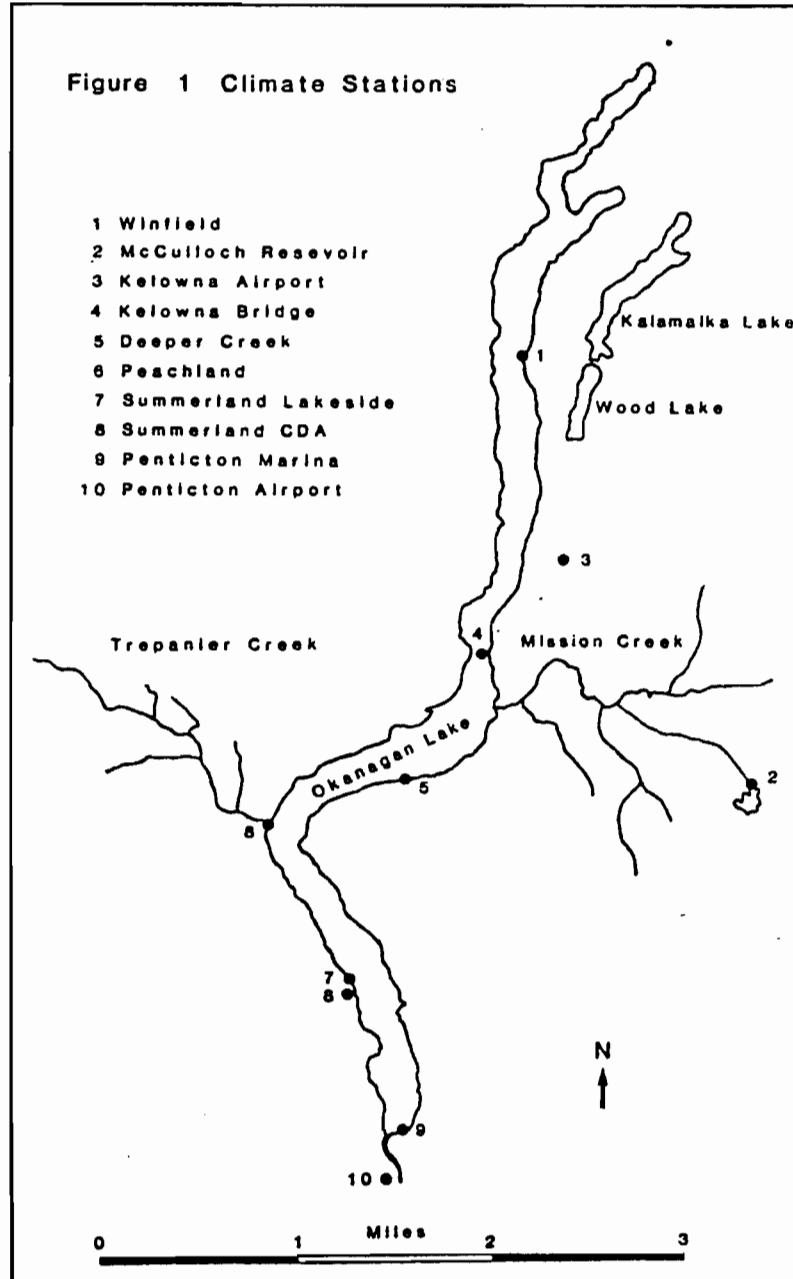 Figure 1 Climate Stations
1 Winfield
2 McCulloch Resevoir
3 Kelowna Airport
4 Kelowna Bridge
5 Deeper Creek
6 Peachland
7 Summerland Lakeside
8 Summerland CDA
9 Penticton Marina
10 Penticton Airport
Kalamalka Lake
1
Wood Lake
3
4
Trepanier Creek
Mission Creek
Okanagan Lake
2
5
6
7
8
N
9
10
Miles
0 1 2 3